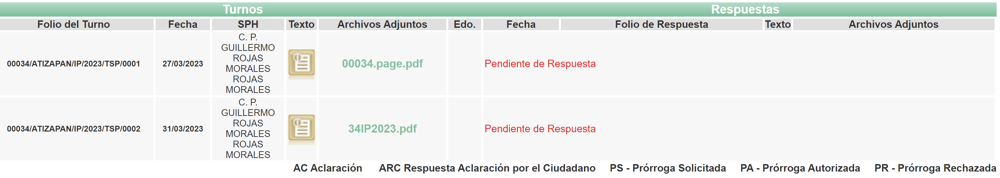 Turnos Respuestas
Folio del Turno Fecha SPH Texto Archivos Adjuntos Edo. Fecha Folio de Respuesta Texto Archivos Adjuntos
C. P.
GUILLERMO
ROJAS
00034/ATIZAPAN/IP/2023/TSP/0001 27/03/2023 00034.page.pdf Pendiente de Respuesta
MORALES
ROJAS
MORALES
C. P.
GUILLERMO
ROJAS
00034/ATIZAPAN/IP/2023/TSP/0002 31/03/2023 34IP2023.pdf Pendiente de Respuesta
MORALES
ROJAS
MORALES
AC Aclaración ARC Respuesta Aclaración por el Ciudadano PS - Prórroga Solicitada PA - Prórroga Autorizada PR - Prórroga Rechazada